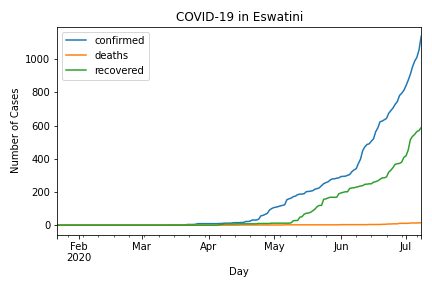 COVID-19 in Eswatini
confirmed
deaths
recovered
Number of Cases
1000
800
600
400
200
0
Feb
2020
Mar
Apr
May
Jun
Jul
Day